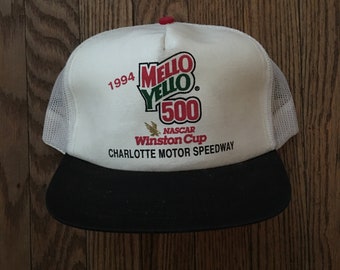 1994 MELLO
YELLO®
500
NASCAR
Winston Cup
CHARLOTTE MOTOR SPEEDWAY